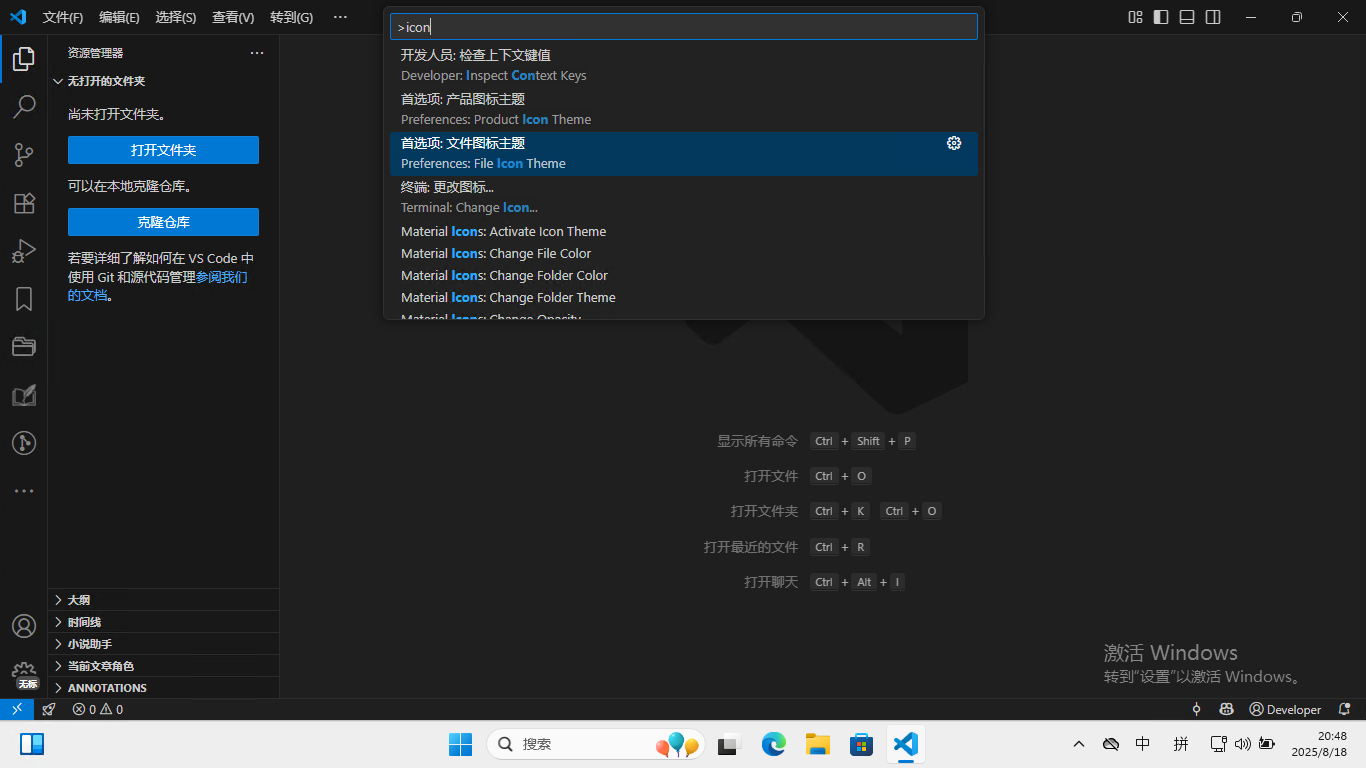 文件(F) 编辑(E) 选择(S) 查看(V) 转到(G) ···
>icon
资源管理器 ···
无打开的文件夹
尚未打开文件夹。
打开文件夹
可以在本地克隆仓库。
克隆仓库
若要详细了解如何在 VS Code 中
使用 Git 和源代码管理参阅我们
的文档。
开发人员: 检查上下文键值
Developer: Inspect Context Keys
首选项: 产品图标主题
Preferences: Product Icon Theme
首选项: 文件图标主题
Preferences: File Icon Theme
终端: 更改图标...
Terminal: Change Icon...
Material Icons: Activate Icon Theme
Material Icons: Change File Color
Material Icons: Change Folder Color
Material Icons: Change Folder Theme
Material Icons: Change Opacity
显示所有命令 Ctrl + Shift + P
打开文件 Ctrl + O
打开文件夹 Ctrl + K Ctrl + O
打开最近的文件 Ctrl + R
打开聊天 Ctrl + Alt + I
大纲
时间线
小说助手
当前文章角色
ANNOTATIONS
无标
激活 Windows
转到"设置"以激活 Windows。
0 0 Developer
搜索
中 拼
20:48
2025/8/18